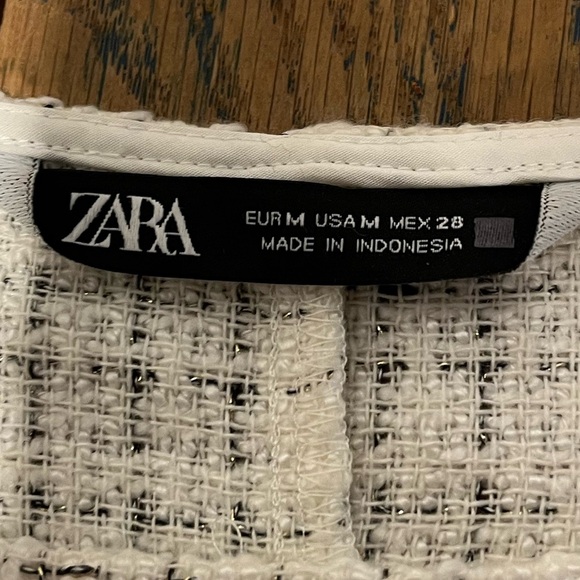 ZARA
EUR M USA M MEX 28
MADE IN INDONESIA